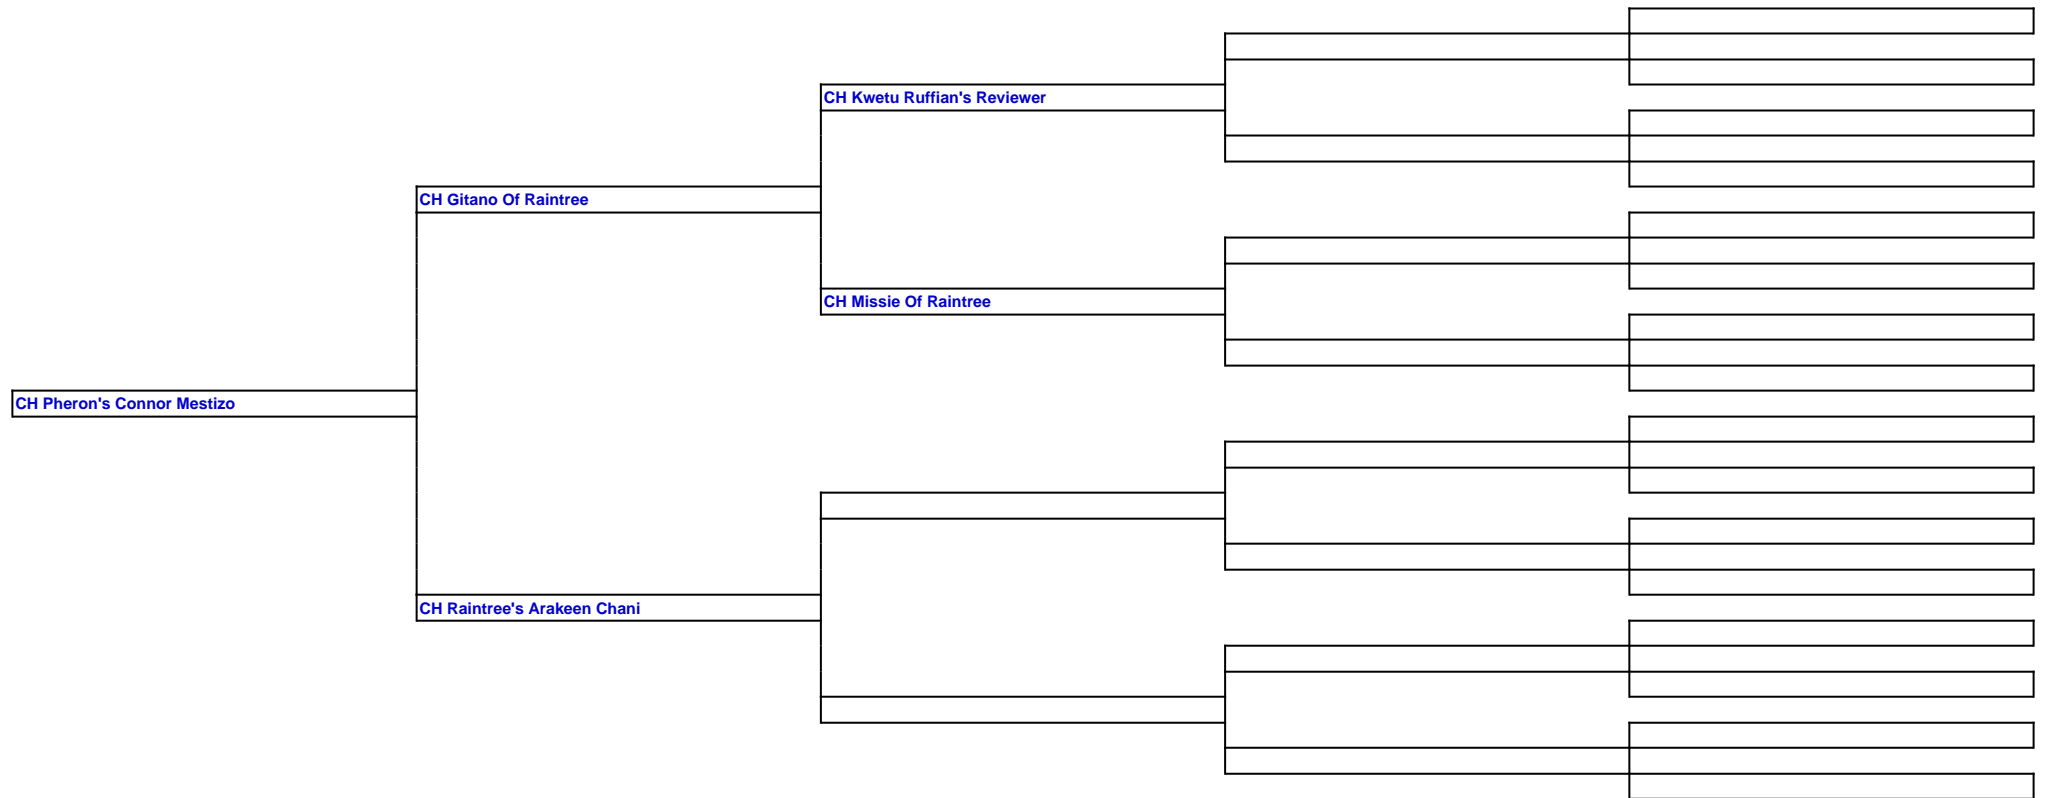 CH Kwetu Ruffian's Reviewer
CH Gitano Of Raintree
CH Missie Of Raintree
CH Pheron's Connor Mestizo
CH Raintree's Arakeen Chani